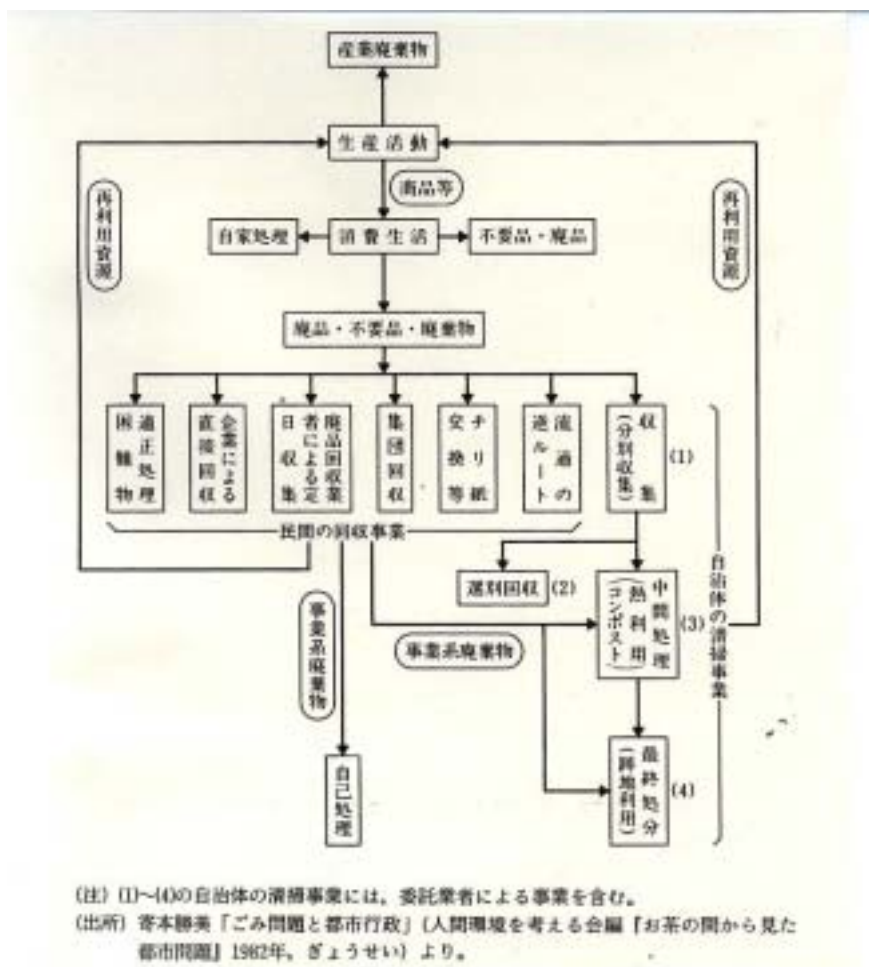 産業廃棄物
生産活動
商品等
再利用資源
再利用資源
自家処理
消費生活
不要品・廃品
廃品・不要品・廃棄物
適正処理
困難物
企業による
直接回収
廃品回収業
者による定
日収集
集団回収
チリ紙
交換等
流通の
逆ルート
収集
(分別収集)
(1)
民間の回収事業
選別回収
(2)
中間処理
(熱利用
コンポスト)
(3)
自治体の清掃事業
事業系廃棄物
事業系廃棄物
自己処理
最終処分
(跡地利用)
(4)
(注) (1)~(4)の自治体の清掃事業には、委託業者による事業を含む。
(出所) 寄本勝美「ごみ問題と都市行政」(人間環境を考える会編『お茶の間から見た
都市問題』1982年。ぎょうせい) より。